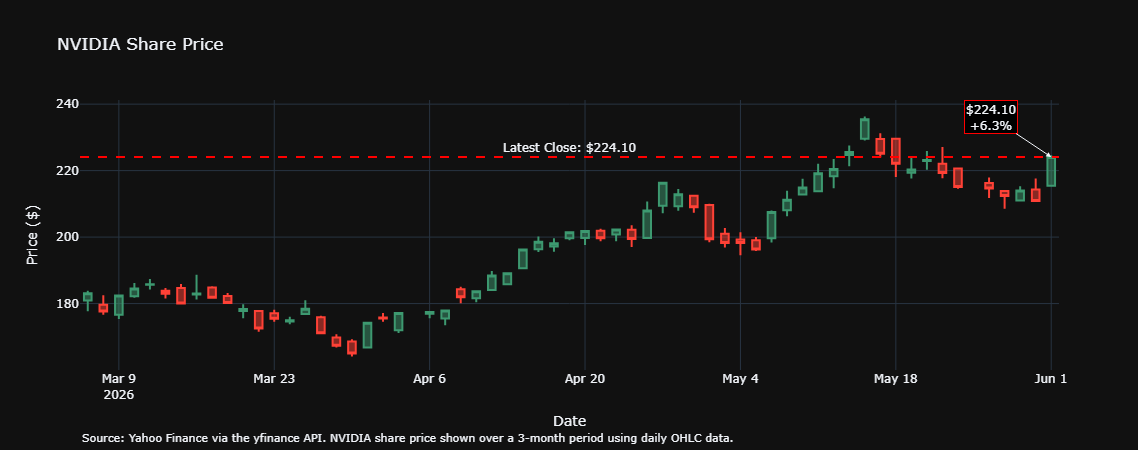 NVIDIA Share Price
$224.10
+6.3%
Latest Close: $224.10
240
220
200
180
Price ($)
Mar 9
2026
Mar 23
Apr 6
Apr 20
May 4
May 18
Jun 1
Date
Source: Yahoo Finance via the yfinance API. NVIDIA share price shown over a 3-month period using daily OHLC data.